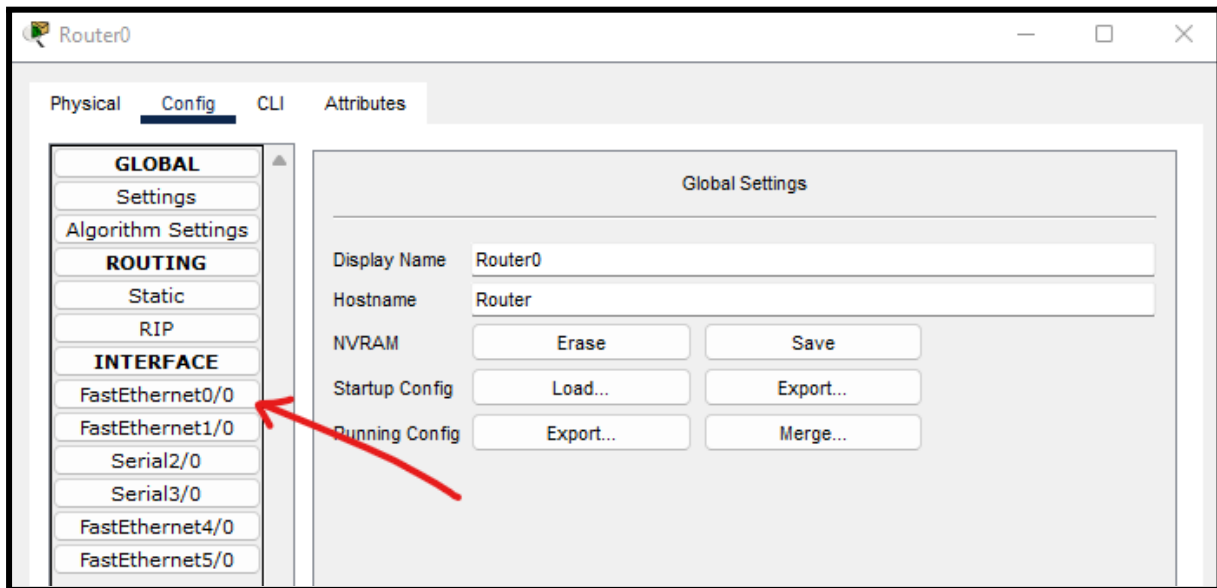 Router0
Physical Config CLI Attributes
GLOBAL
Settings
Algorithm Settings
ROUTING
Static
RIP
INTERFACE
FastEthernet0/0
FastEthernet1/0
Serial2/0
Serial3/0
FastEthernet4/0
FastEthernet5/0
Global Settings
Display Name Router0
Hostname Router
NVRAM Erase Save
Startup Config Load... Export...
Running Config Export... Merge...